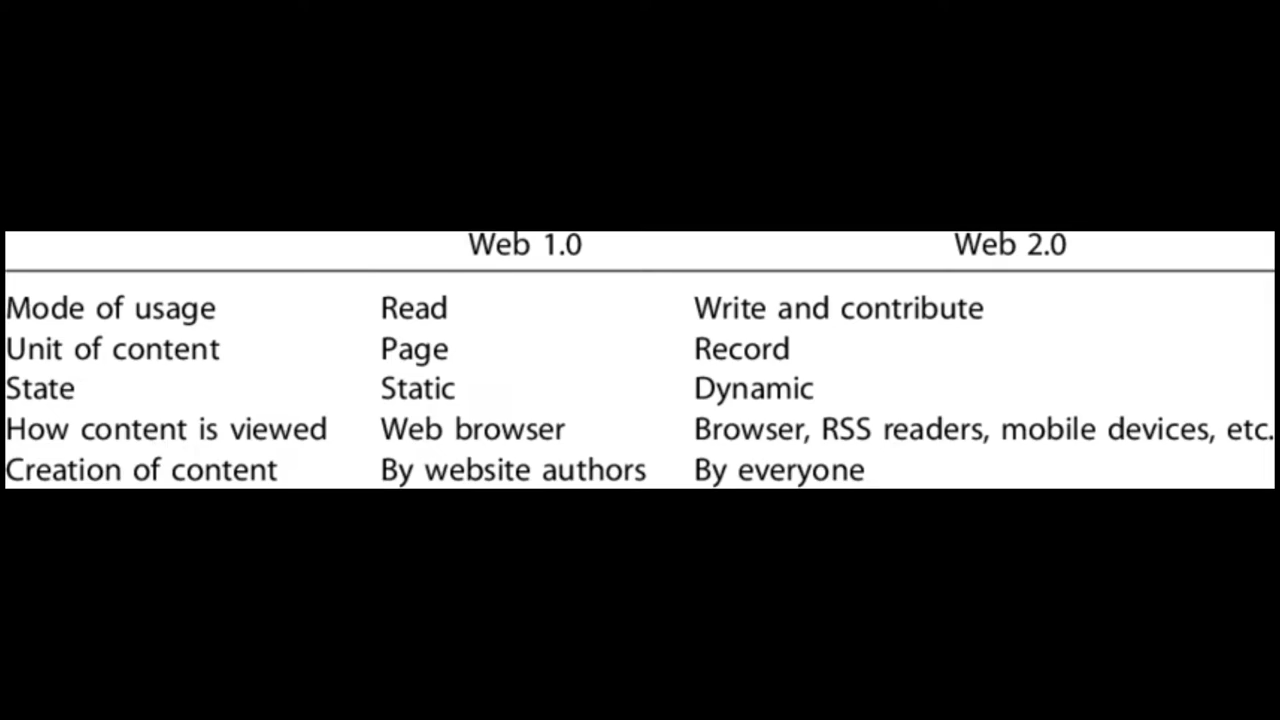 Web 1.0 Web 2.0
Mode of usage Read Write and contribute
Unit of content Page Record
State Static Dynamic
How content is viewed Web browser Browser, RSS readers, mobile devices, etc.
Creation of content By website authors By everyone